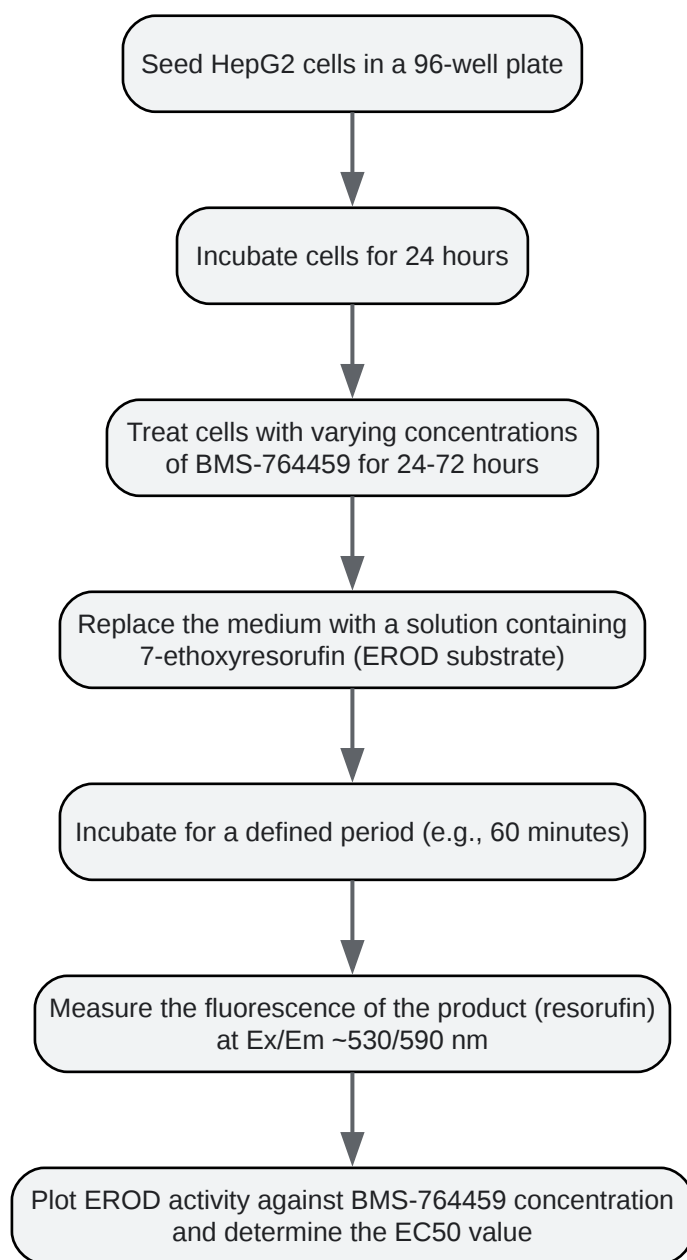 Seed HepG2 cells in a 96-well plate
Incubate cells for 24 hours
Treat cells with varying concentrations
of BMS-764459 for 24-72 hours
Replace the medium with a solution containing
7-ethoxyresorufin (EROD substrate)
Incubate for a defined period (e.g., 60 minutes)
Measure the fluorescence of the product (resorufin)
at Ex/Em ~530/590 nm
Plot EROD activity against BMS-764459 concentration
and determine the EC50 value